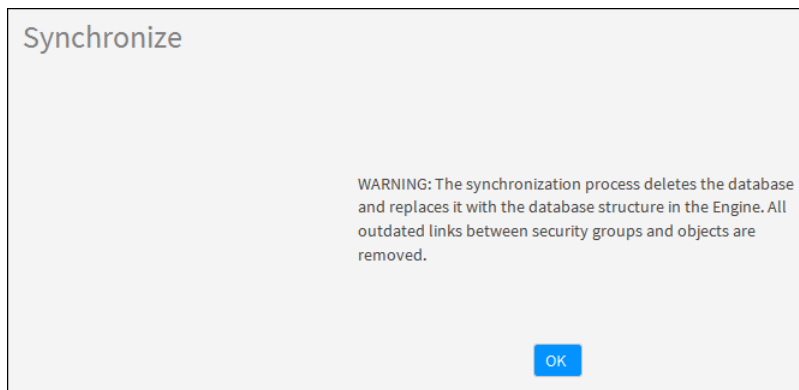 Synchronize
WARNING: The synchronization process deletes the database
and replaces it with the database structure in the Engine. All
outdated links between security groups and objects are
removed.
OK